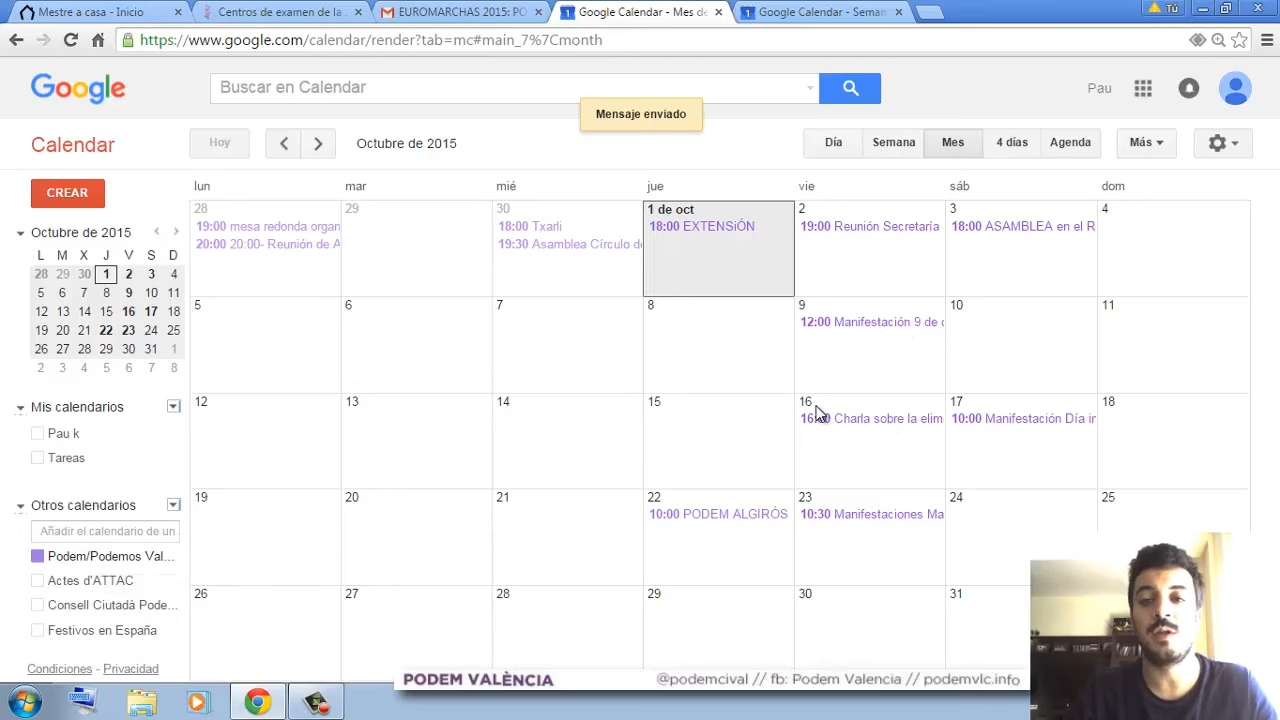 Mestre a casa - Inicio
Centros de examen de la
EUROMARCHAS 2015: PO
Google Calendar - Mes de
Google Calendar - Seman
Tú
https://www.google.com/calendar/render?tab=mc#main_7%7Cmonth
Google
Buscar en Calendar
Pau
Mensaje enviado
Calendar
Hoy
Octubre de 2015
Día
Semana
Mes
4 días
Agenda
Más
CREAR
lun mar mié jue vie sáb dom
28 29 30 1 de oct 2 3 4
19:00 mesa redonda organ
18:00 Txarli
18:00 EXTENSiÓN
19:00 Reunión Secretaría
18:00 ASAMBLEA en el R
20:00 20:00- Reunión de A
19:30 Asamblea Círculo de
Octubre de 2015
L M X J V S D
28 29 30 1 2 3 4
5 6 7 8 9 10 11
12 13 14 15 16 17 18
19 20 21 22 23 24 25
26 27 28 29 30 31 1
2 3 4 5 6 7 8
5 6 7 8 9 10 11
12:00 Manifestación 9 de o
Mis calendarios
Pau k
Tareas
12 13 14 15 16 17 18
Charla sobre la elim
10:00 Manifestación Día in
Otros calendarios
Añadir el calendario de un
Podem/Podemos Val...
Actes d'ATTAC
Consell Ciutadà Pode...
Festivos en España
19 20 21 22 23 24 25
10:00 PODEM ALGIRÓS
10:30 Manifestaciones Ma
26 27 28 29 30 31
Condiciones - Privacidad
PODEM VALÈNCIA
@podemcival // fb: Podem Valencia // podemvlc.info